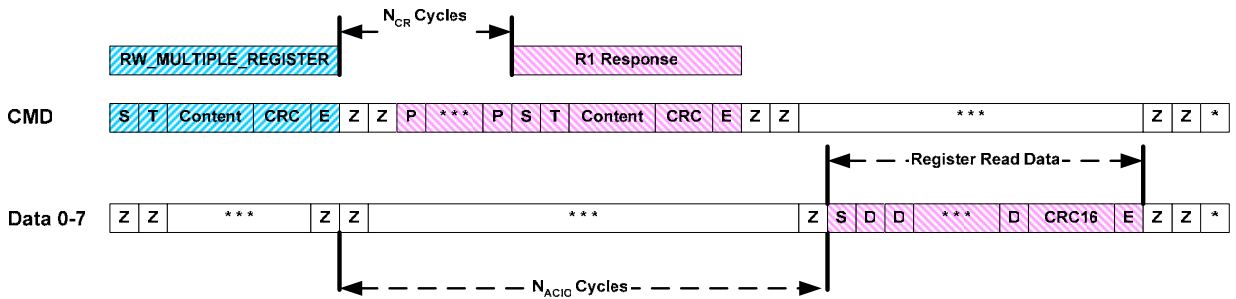 N_CR Cycles
RW_MULTIPLE_REGISTER R1 Response
CMD S T Content CRC E Z Z P *** P S T Content CRC E Z Z *** Z Z *
Register Read Data
Data 0-7 Z Z *** Z Z *** Z S D D *** D CRC16 E Z Z *
N_ACIO Cycles